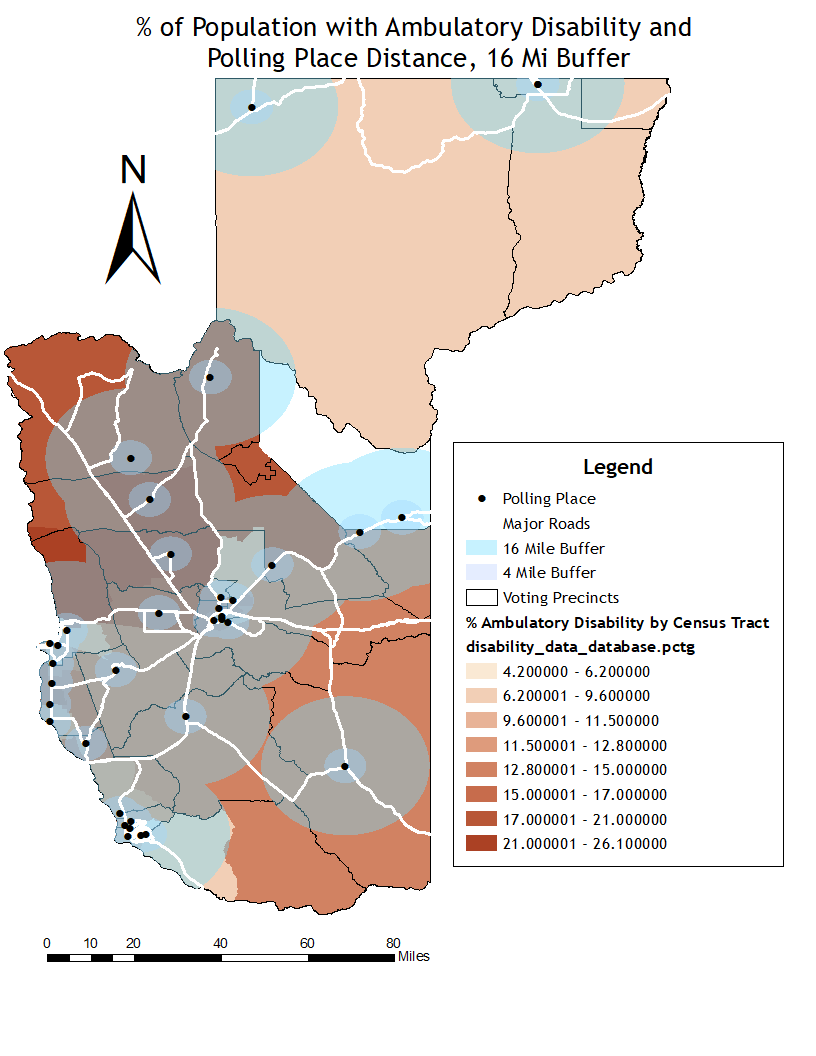 % of Population with Ambulatory Disability and
Polling Place Distance, 16 Mi Buffer
N
Legend
Polling Place
Major Roads
16 Mile Buffer
4 Mile Buffer
Voting Precincts
% Ambulatory Disability by Census Tract
disability_data_database.pctg
4.200000 - 6.200000
6.200001 - 9.600000
9.600001 - 11.500000
11.500001 - 12.800000
12.800001 - 15.000000
15.000001 - 17.000000
17.000001 - 21.000000
21.000001 - 26.100000
0 10 20 40 60 80
Miles